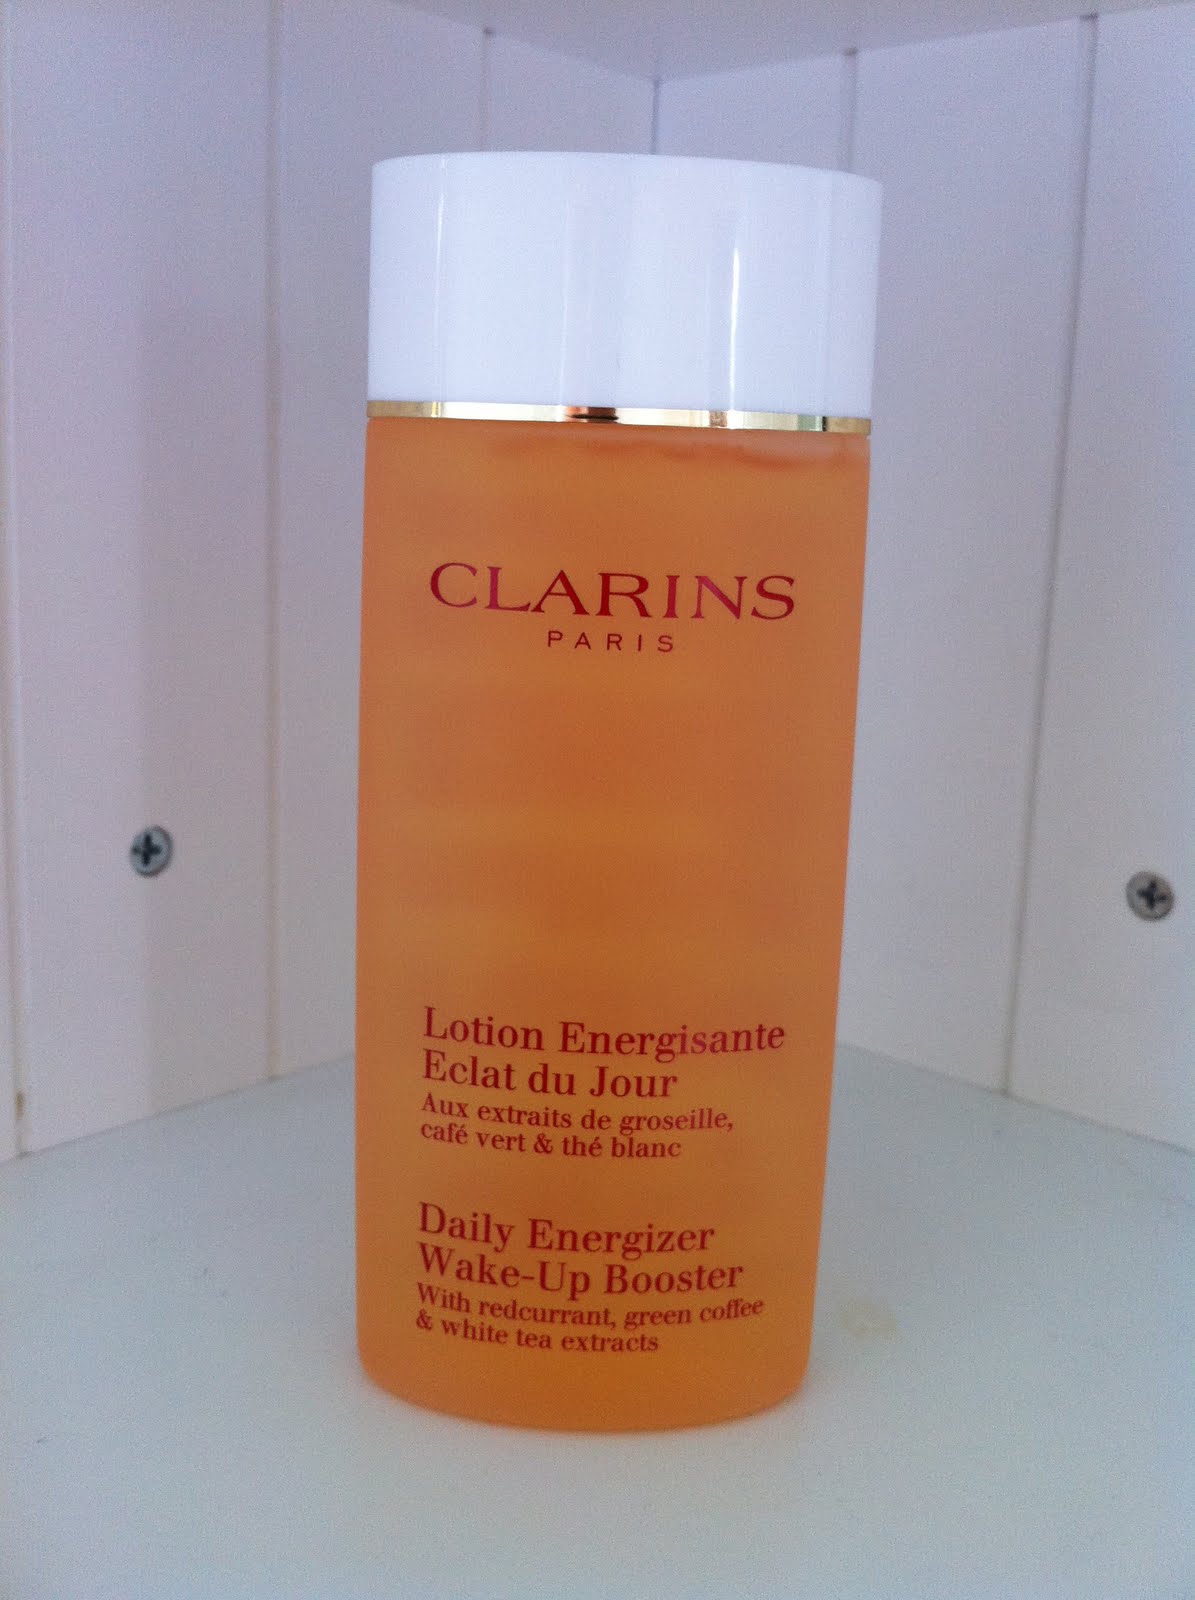 CLARINS
PARIS
Lotion Energisante
Eclat du Jour
Aux extraits de groseille,
café vert & thé blanc
Daily Energizer
Wake-Up Booster
With redcurrant, green coffee
& white tea extracts